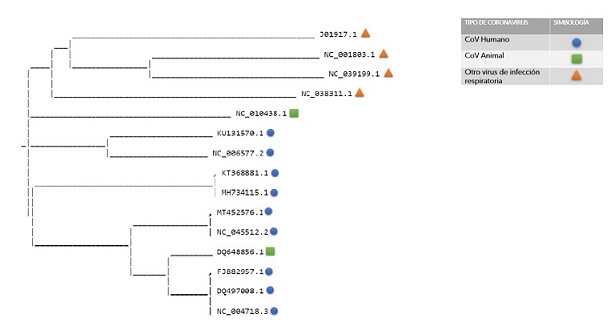 J01917.1
NC_001803.1
NC_039199.1
NC_038311.1
NC_010438.1
KU131570.1
NC_006577.2
KT368881.1
MH734115.1
MT452576.1
NC_045512.2
DQ648856.1
FJ882957.1
DQ497008.1
NC_004718.3
TIPO DE CORONAVIRUS SIMBOLOGÍA
CoV Humano
CoV Animal
Otro virus de infección
respiratoria